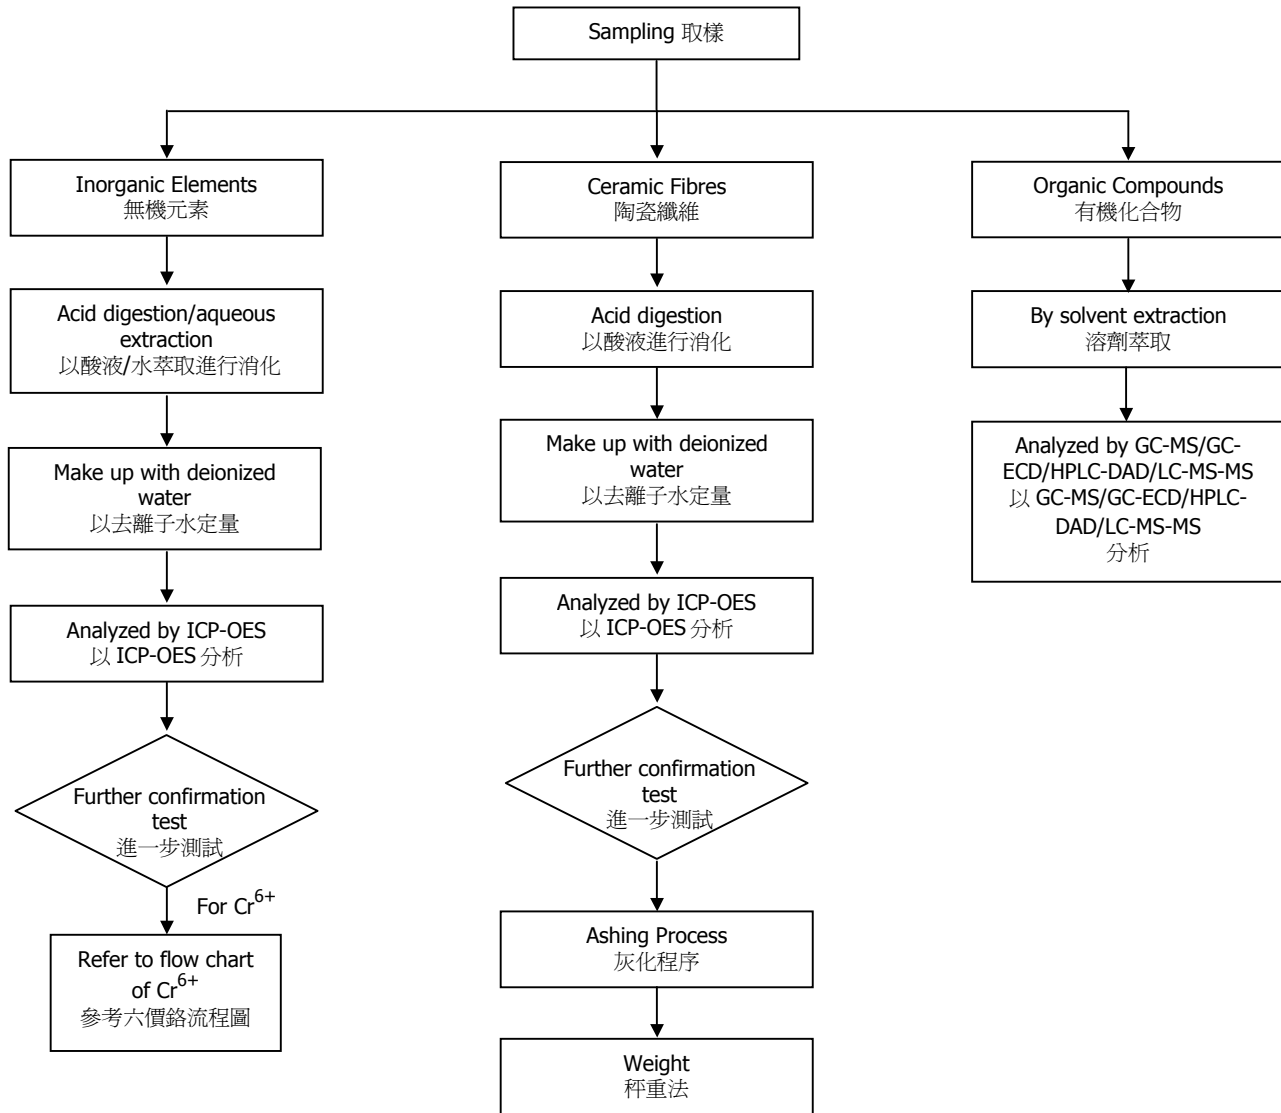 Sampling 取樣
Inorganic Elements
無機元素
Acid digestion/aqueous
extraction
以酸液/水萃取進行消化
Make up with deionized
water
以去離子水定量
Analyzed by ICP-OES
以 ICP-OES 分析
Further confirmation
test
進一步測試
For Cr⁶⁺
Refer to flow chart
of Cr⁶⁺
參考六價鉻流程圖
Ceramic Fibres
陶瓷纖維
Acid digestion
以酸液進行消化
Make up with deionized
water
以去離子水定量
Analyzed by ICP-OES
以 ICP-OES 分析
Further confirmation
test
進一步測試
Ashing Process
灰化程序
Weight
秤重法
Organic Compounds
有機化合物
By solvent extraction
溶劑萃取
Analyzed by GC-MS/GC-
ECD/HPLC-DAD/LC-MS-MS
以 GC-MS/GC-ECD/HPLC-
DAD/LC-MS-MS
分析